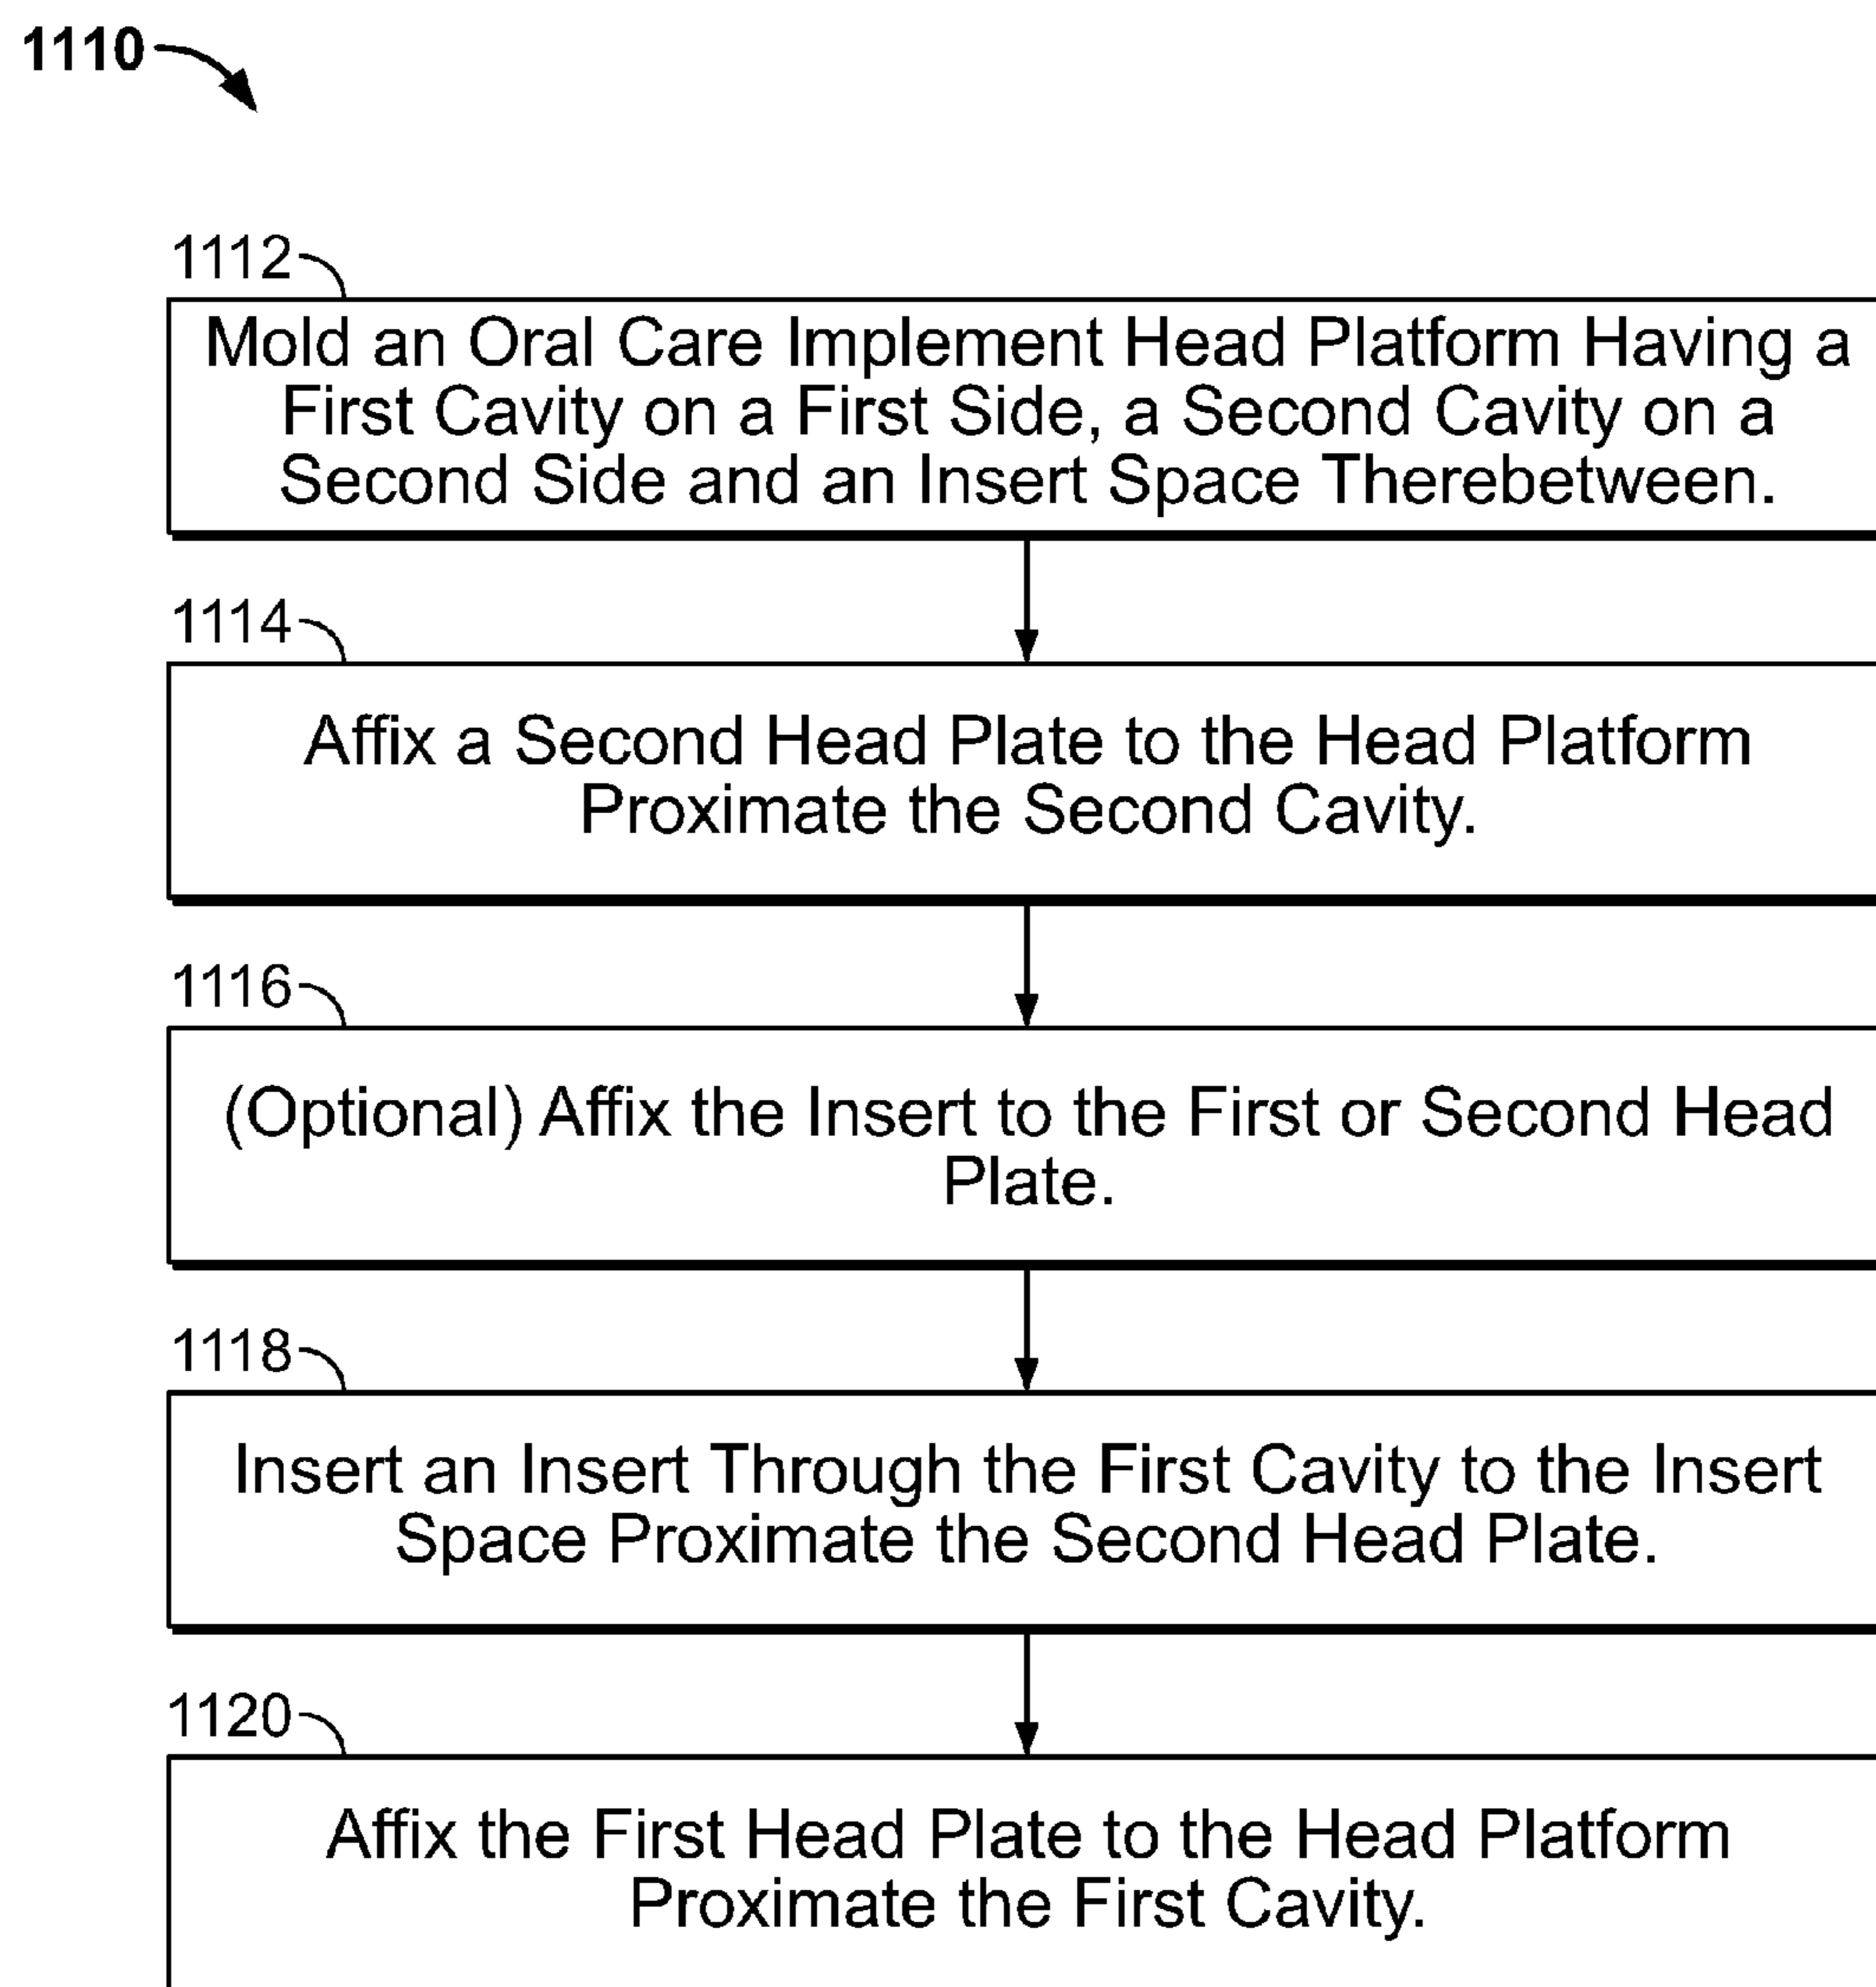 1110
1112
Mold an Oral Care Implement Head Platform Having a
First Cavity on a First Side, a Second Cavity on a
Second Side and an Insert Space Therebetween.
1114
Affix a Second Head Plate to the Head Platform
Proximate the Second Cavity.
1116
(Optional) Affix the Insert to the First or Second Head
Plate.
1118
Insert an Insert Through the First Cavity to the Insert
Space Proximate the Second Head Plate.
1120
Affix the First Head Plate to the Head Platform
Proximate the First Cavity.